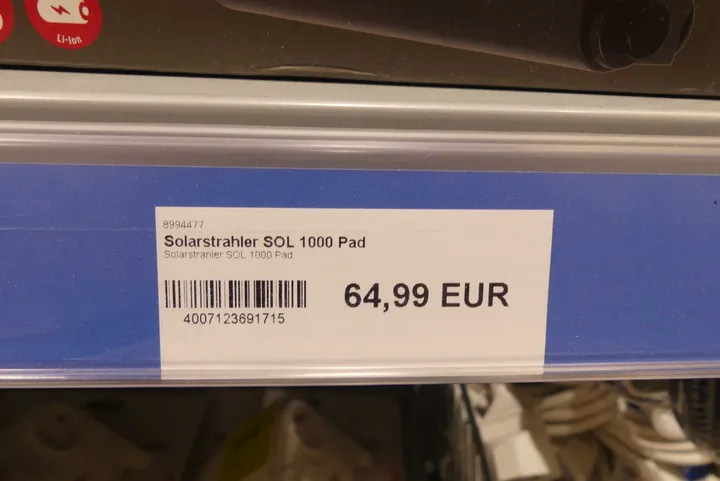 Li-Ion
8994477
Solarstrahler SOL 1000 Pad
Solarstrahler SOL 1000 Pad
64,99 EUR
4007123691715